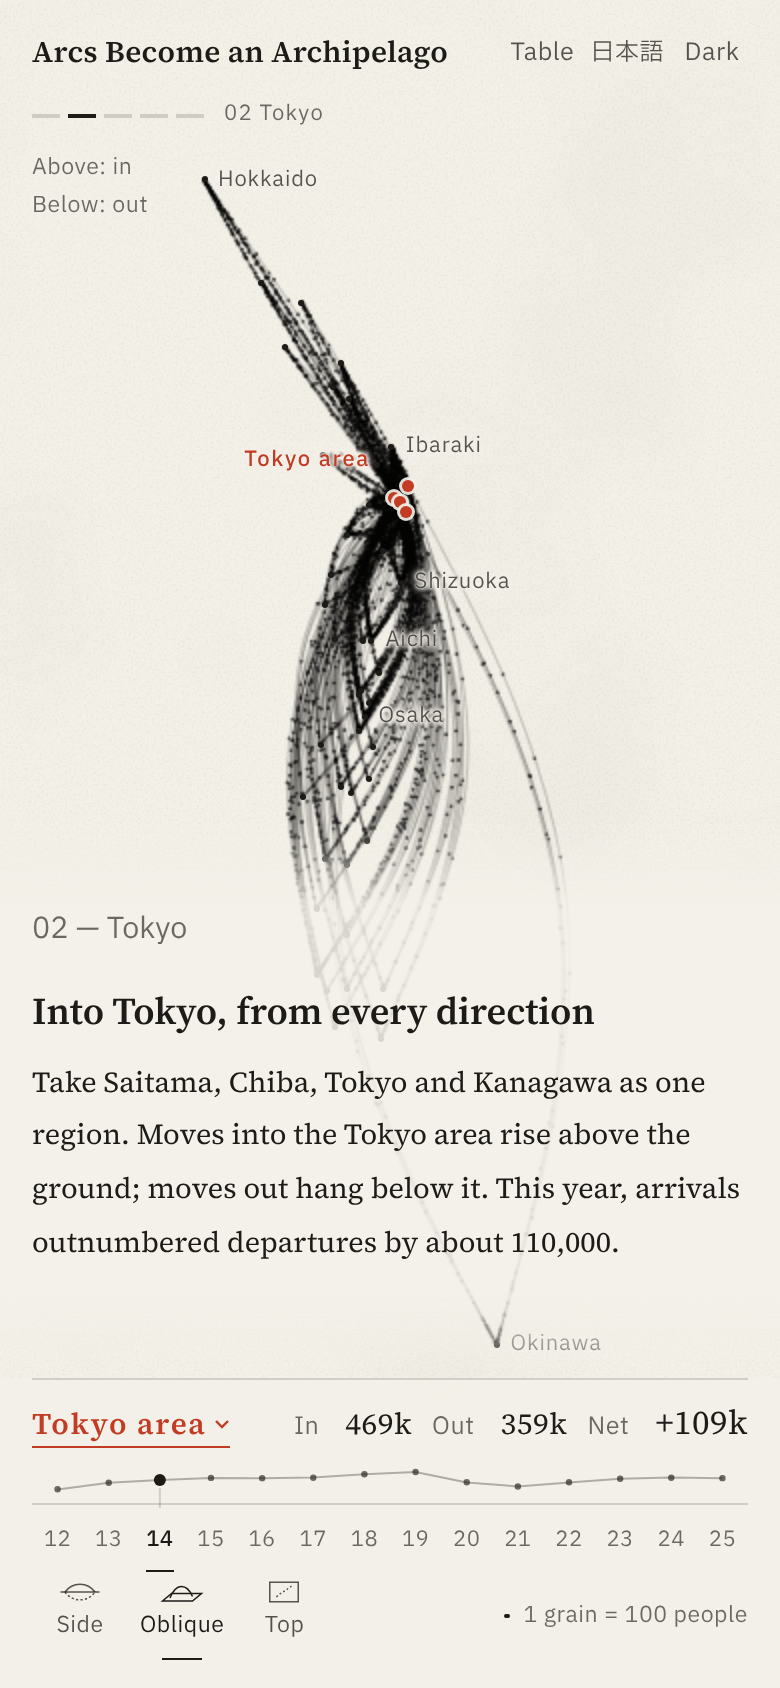 Arcs Become an Archipelago
Table 日本語 Dark
02 Tokyo
Above: in
Below: out
Hokkaido
Ibaraki
Tokyo area
Shizuoka
Aichi
Osaka
02 — Tokyo
Into Tokyo, from every direction
Take Saitama, Chiba, Tokyo and Kanagawa as one
region. Moves into the Tokyo area rise above the
ground; moves out hang below it. This year, arrivals
outnumbered departures by about 110,000.
Okinawa
Tokyo area In 469k Out 359k Net +109k
12 13 14 15 16 17 18 19 20 21 22 23 24 25
Side Oblique Top
1 grain = 100 people